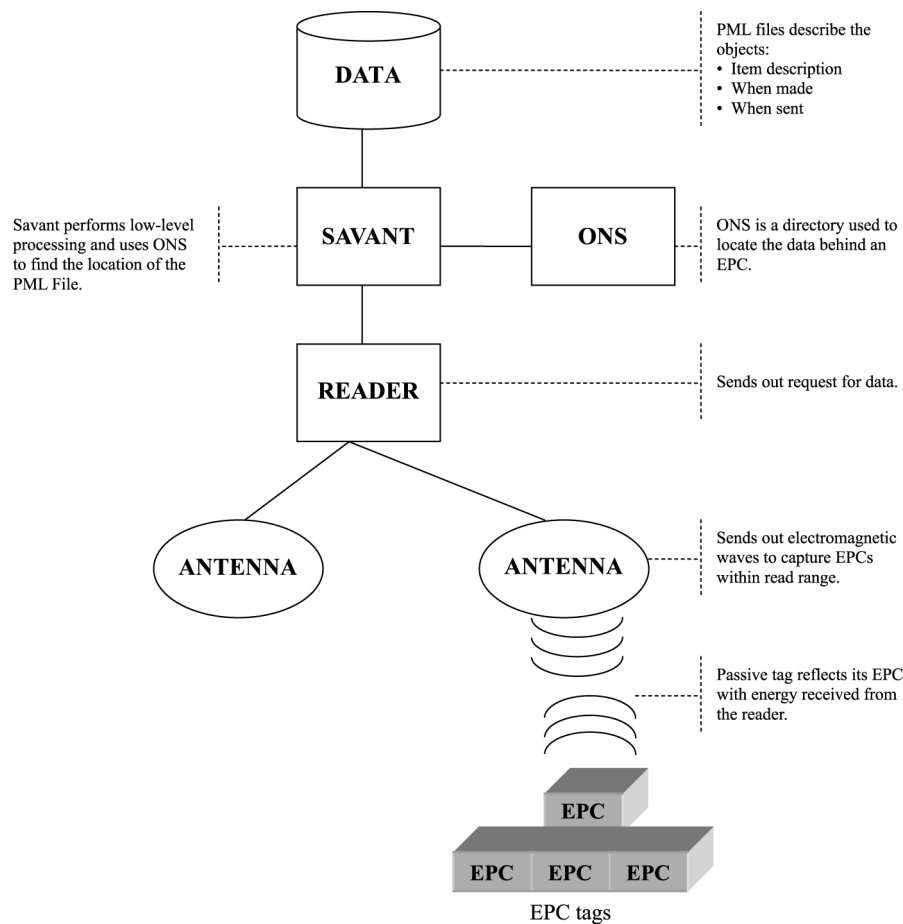 PML files describe the
objects:
• Item description
• When made
• When sent
DATA
Savant performs low-level
processing and uses ONS
to find the location of the
PML File.
SAVANT
ONS
ONS is a directory used to
locate the data behind an
EPC.
READER
Sends out request for data.
ANTENNA
ANTENNA
Sends out electromagnetic
waves to capture EPCs
within read range.
Passive tag reflects its EPC
with energy received from
the reader.
EPC
EPC EPC EPC
EPC tags